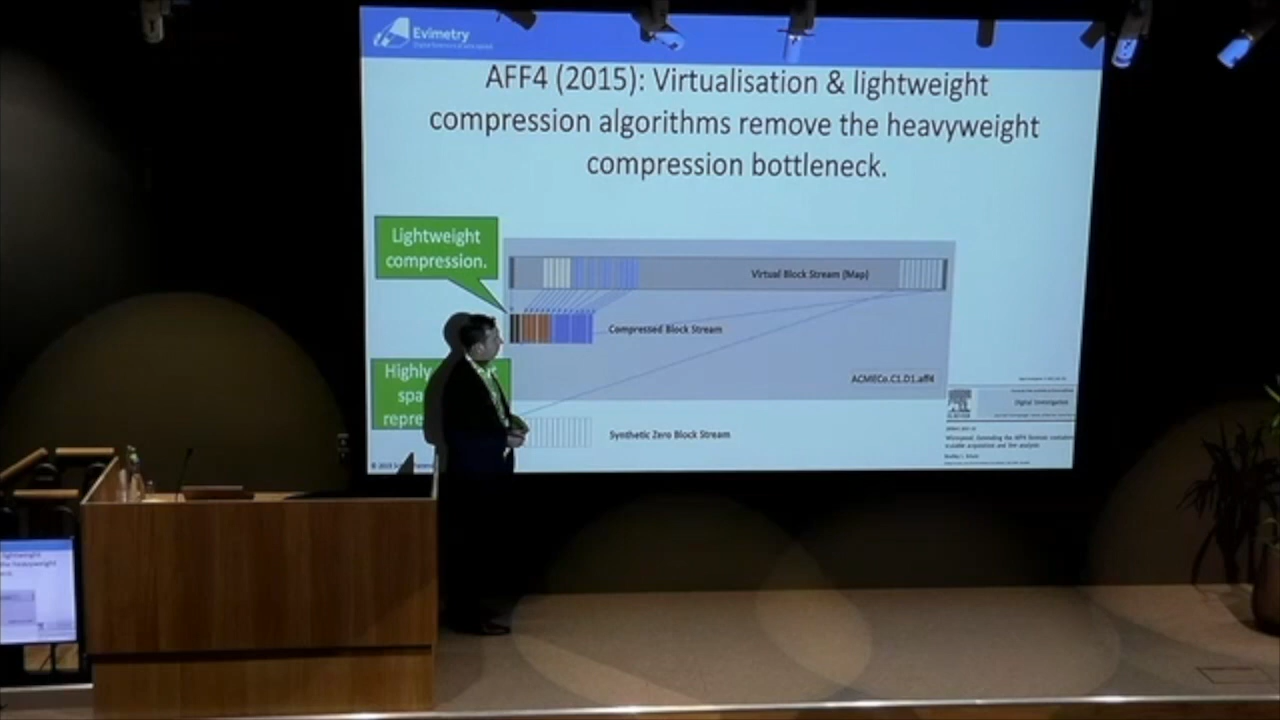 Evimetry
AFF4 (2015): Virtualisation & lightweight
compression algorithms remove the heavyweight
compression bottleneck.
Lightweight
compression.
Virtual Block Stream (Map)
Compressed Block Stream
Highly
spa
repre
ACMECo.C1.D1.aff4
Digital Investigation
Synthetic Zero Block Stream
© 2019